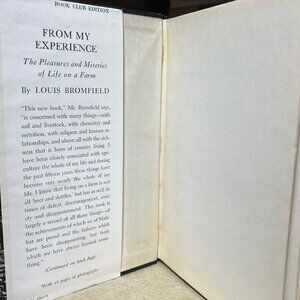 BOOK CLUB EDITION
FROM MY
EXPERIENCE
The Pleasures and Miseries
of Life on a Farm
By LOUIS BROMFIELD
"This new book," Mr. Bromfield says,
"is concerned with many things—with
soil and livestock, with chemistry and
nutrition, with religion and human re-
lationships, and above all with the rich-
ness that is born of country living. I
have been closely associated with agri-
culture the whole of my life and during
the past fifteen years these things have
become very nearly the whole of my
life. I know that living on a farm is not
all 'beer and skittles,' but has as well its
times of defeat, discouragement, anxi-
ety and disappointment. This book is
largely a record of all those things—of
the achievements of which we at Mala-
bar are proud and the failures which
have been disappointing, but from
which we have always learned some-
thing."
(Continued on back flap)
With 16 pages of photographs